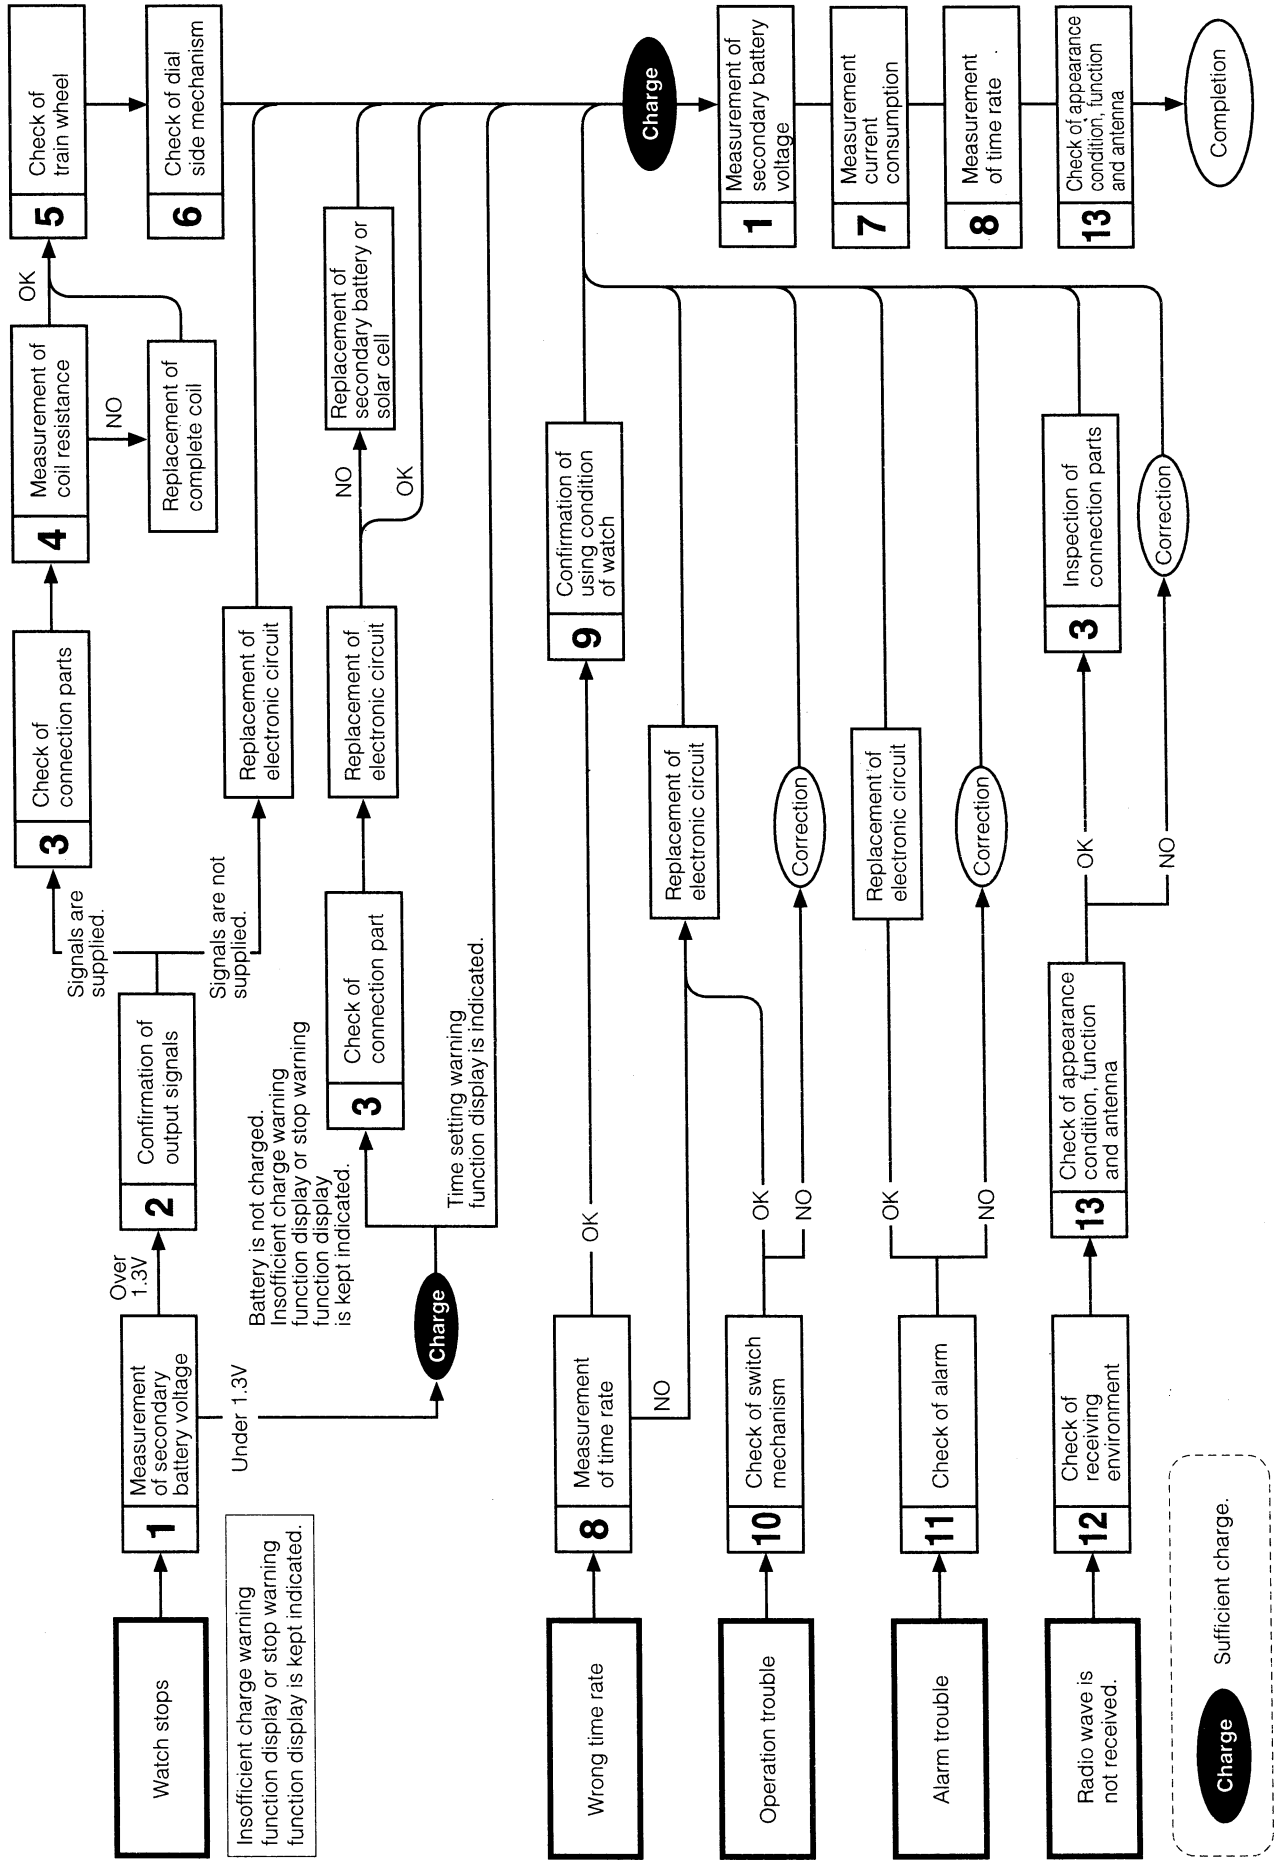 Watch stops
Insofficient charge warning
function display or stop warning
function display is kept indicated.
1
Measurement
of secondary
battery voltage
Over
1.3V
Under 1.3V
2
Confirmation of
output signals
Signals are
supplied.
Signals are not
supplied.
3
Check of
connection parts
4
Measurement of
coil resistance
OK
NO
Replacement of
complete coil
5
Check of
train wheel
6
Check of dial
side mechanism
Replacement of
electronic circuit
Charge
Battery is not charged.
Insofficient charge warning
function display or stop warning
function display
is kept indicated.
Time setting warning
function display is indicated.
3
Check of
connection part
Replacement of
electronic circuit
NO
OK
Replacement of
secondary battery or
solar cell
Wrong time rate
8
Measurement
of time rate
OK
NO
9
Confirmation of
using condition
of watch
Replacement of
electronic circuit
Operation trouble
10
Check of switch
mechanism
OK
NO
Correction
Alarm trouble
11
Check of alarm
OK
NO
Replacement of
electronic circuit
Correction
Radio wave is
not received.
12
Check of
receiving
environment
13
Check of appearance
condition, function
and antenna
OK
NO
3
Inspection of
connection parts
Correction
Charge
1
Measurement of
secondary battery
voltage
7
Measurement
current
consumption
8
Measurement
of time rate
13
Check of appearance
condition, function
and antenna
Completion
Charge
Sufficient charge.